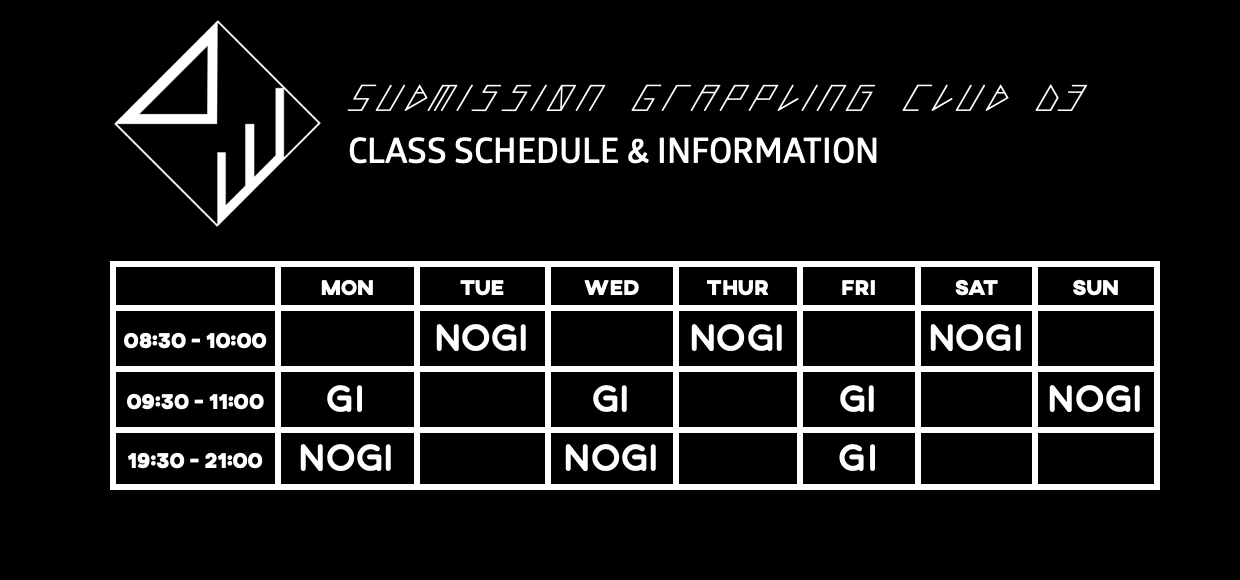 SUBMISSION GRAPPLING CLUB D3
CLASS SCHEDULE & INFORMATION
MON TUE WED THUR FRI SAT SUN
08:30 - 10:00 NOGI NOGI NOGI
09:30 - 11:00 GI GI GI NOGI
19:30 - 21:00 NOGI NOGI GI